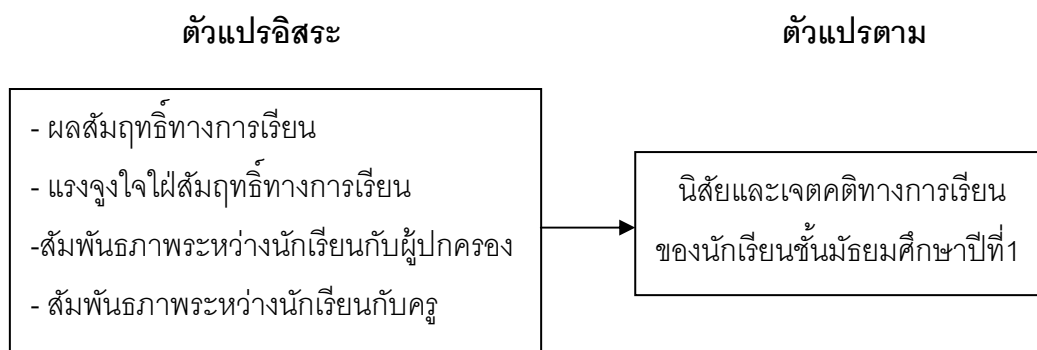 ตัวแปรอิสระ
ตัวแปรตาม
- ผลสัมฤทธิ์ทางการเรียน
- แรงจูงใจใฝ่สัมฤทธิ์ทางการเรียน
-สัมพันธภาพระหว่างนักเรียนกับผู้ปกครอง
- สัมพันธภาพระหว่างนักเรียนกับครู
นิสัยและเจตคติทางการเรียน
ของนักเรียนชั้นมัธยมศึกษาปีที่1